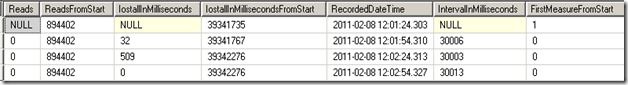 Reads ReadsFromStart IostallInMilliseconds IostallInMillisecondsFromStart RecordedDateTime IntervalInMilliseconds FirstMeasureFromStart
NULL 894402 NULL 39341735 2011-02-08 12:01:24.303 NULL 1
0 894402 32 39341767 2011-02-08 12:01:54.310 30006 0
0 894402 509 39342276 2011-02-08 12:02:24.313 30003 0
0 894402 0 39342276 2011-02-08 12:02:54.327 30013 0